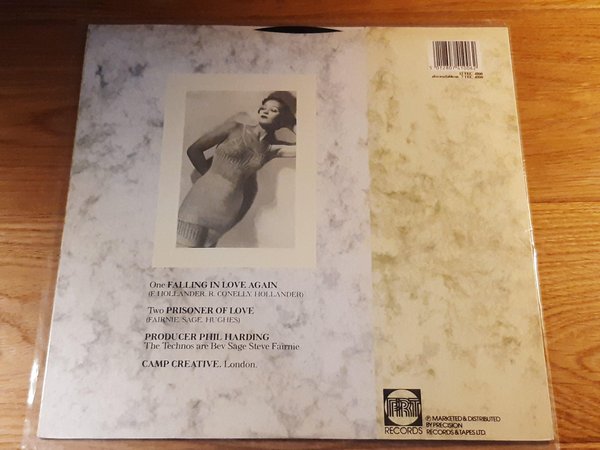 One FALLING IN LOVE AGAIN
(F. HOLLANDER. R. CONELLY. HOLLANDER)
Two PRISONER OF LOVE
(FAIRNIE. SAGE. HUGHES)
PRODUCER PHIL HARDING
The Technos are Bev Sage Steve Fairnie
CAMP CREATIVE. London.
PRT
RECORDS
Ⓟ MARKETED & DISTRIBUTED
BY PRECISION
RECORDS & TAPES LTD.